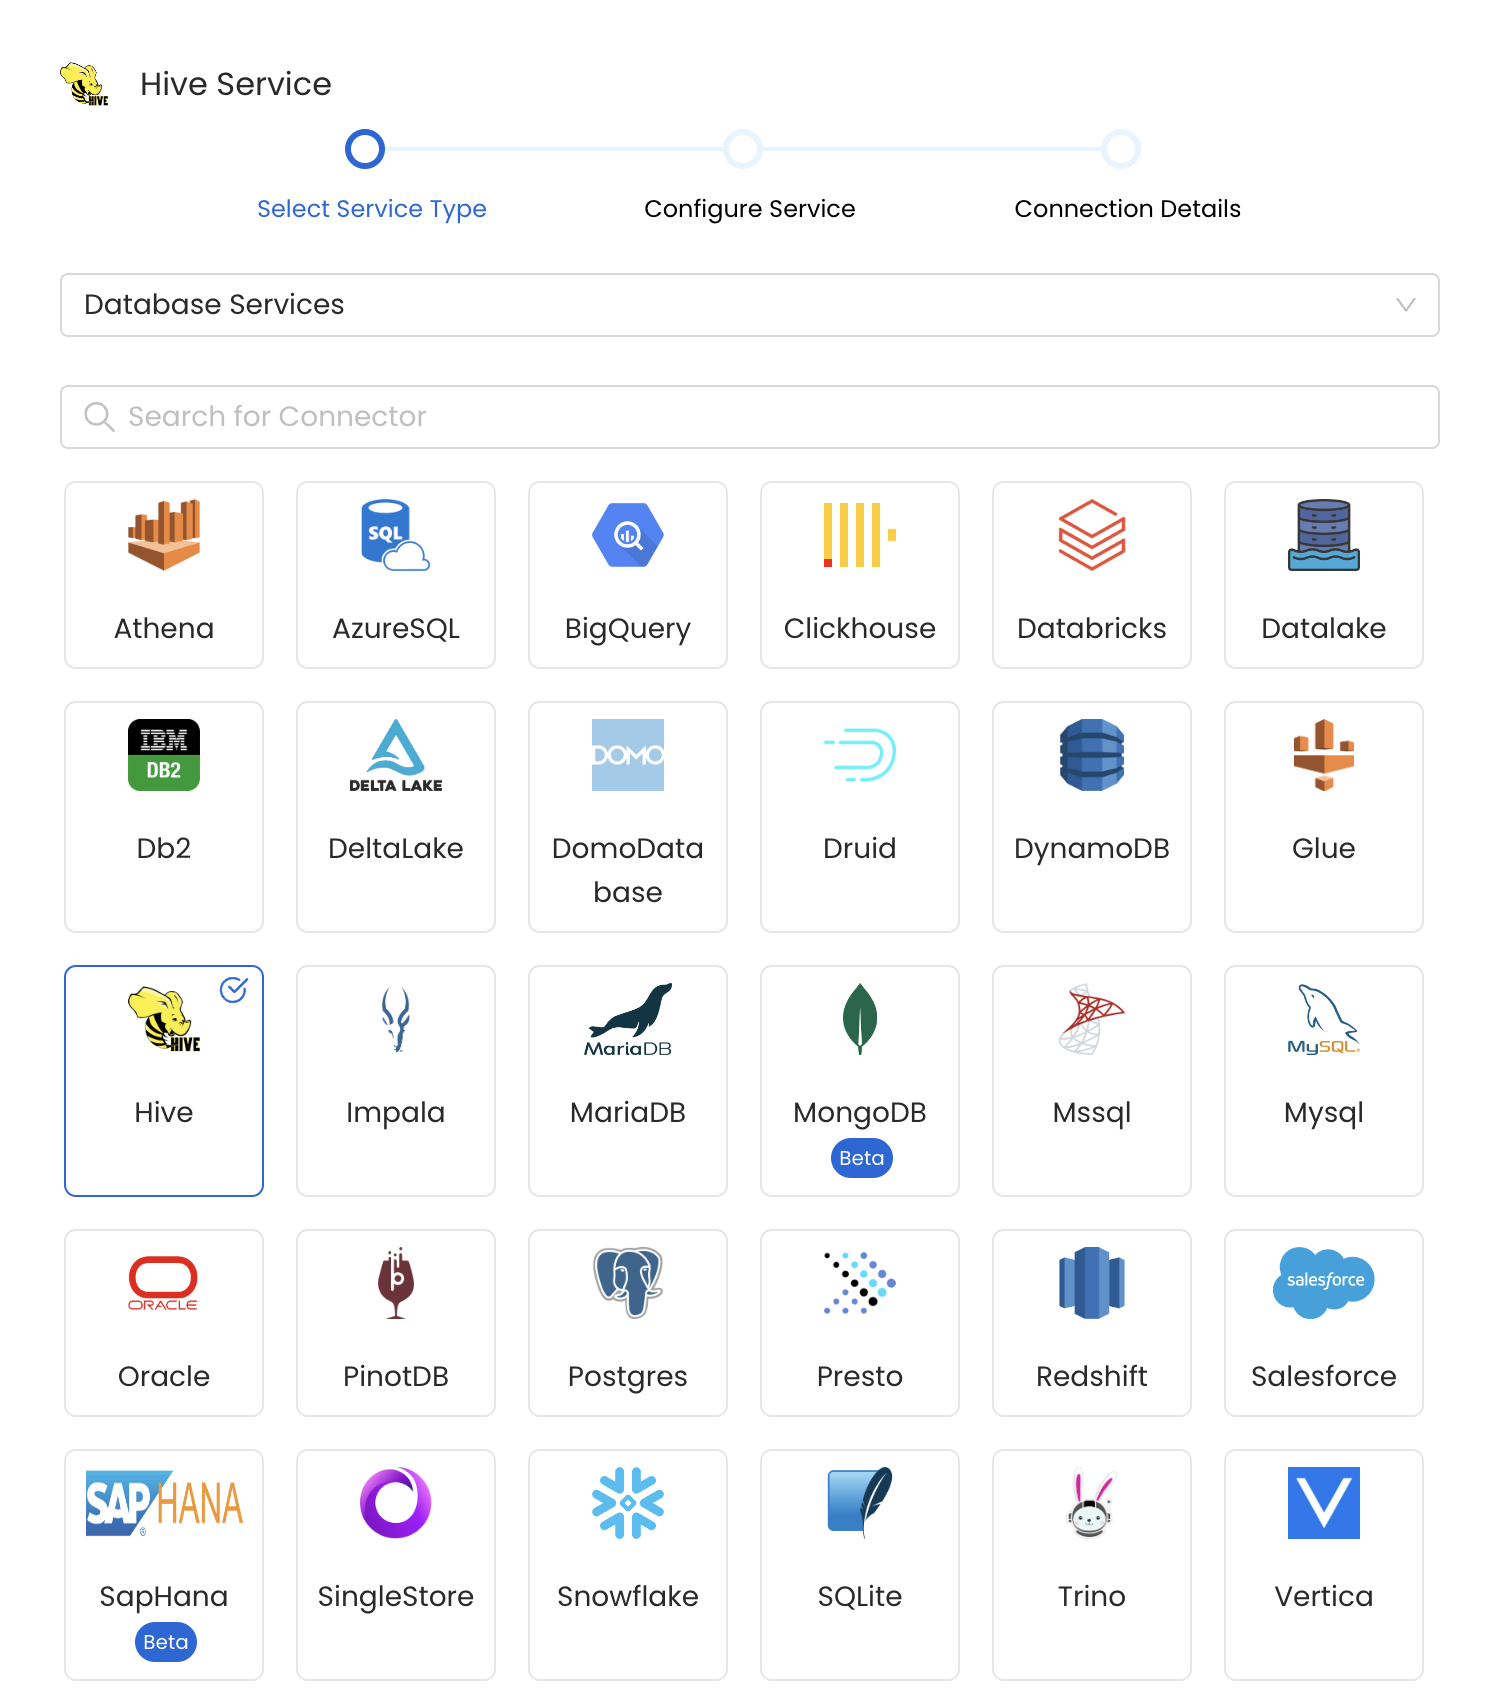 HIVE
Hive Service
Select Service Type
Configure Service
Connection Details
Database Services
Search for Connector
SQL
Athena
AzureSQL
BigQuery
Clickhouse
Databricks
Datalake
IBM
DB2
DELTA LAKE
DOMO
Db2
DeltaLake
DomoData
base
Druid
DynamoDB
Glue
HIVE
MariaDB
MySQL
Hive
Impala
MariaDB
MongoDB
Beta
Mssql
Mysql
ORACLE
p
salesforce
Oracle
PinotDB
Postgres
Presto
Redshift
Salesforce
SAP HANA
SapHana
Beta
SingleStore
Snowflake
SQLite
Trino
Vertica